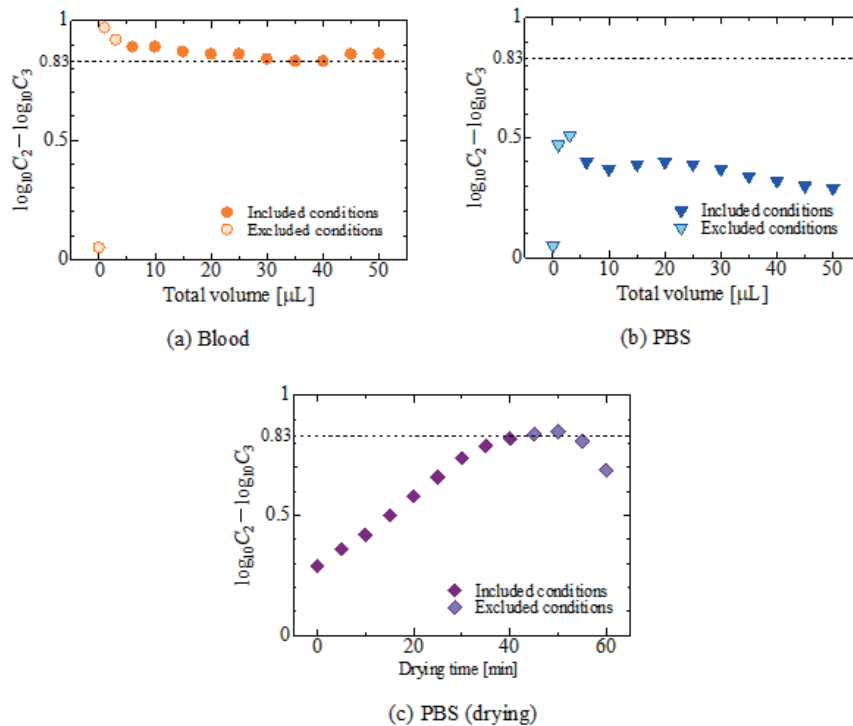 1
0.83
0.5
0
log₁₀C₂−log₁₀C₃
Included conditions
Excluded conditions
0 10 20 30 40 50
Total volume [μL]
(a) Blood
1
0.83
0.5
0
log₁₀C₂−log₁₀C₃
Included conditions
Excluded conditions
0 10 20 30 40 50
Total volume [μL]
(b) PBS
1
0.83
0.5
0
log₁₀C₂−log₁₀C₃
Included conditions
Excluded conditions
0 20 40 60
Drying time [min]
(c) PBS (drying)